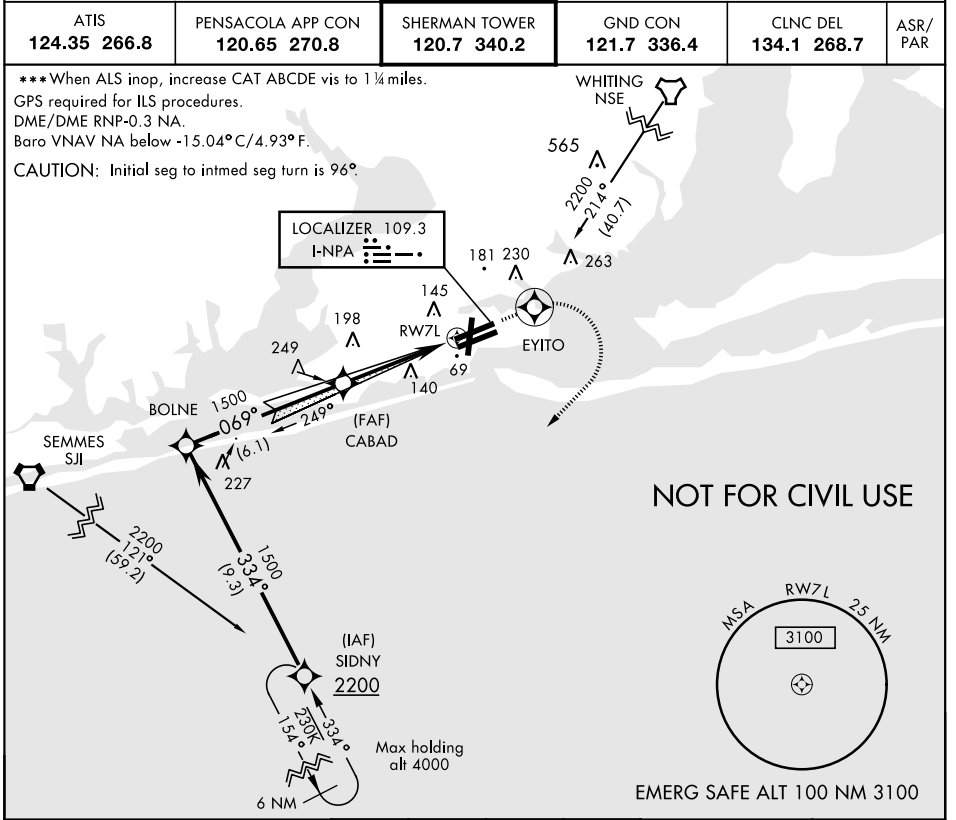 ATIS
124.35 266.8
PENSACOLA APP CON
120.65 270.8
SHERMAN TOWER
120.7 340.2
GND CON
121.7 336.4
CLNC DEL
134.1 268.7
ASR/
PAR
***When ALS inop, increase CAT ABCDE vis to 1¼ miles.
GPS required for ILS procedures.
DME/DME RNP-0.3 NA.
Baro VNAV NA below -15.04°C/4.93°F.
CAUTION: Initial seg to intmed seg turn is 96°.
WHITING
NSE
565
2200
214°
(40.7)
LOCALIZER 109.3
I-NPA
181
230
263
145
198
RW7L
EYITO
249
69
140
BOLNE
1500
069°
249°
(6.1)
(FAF)
CABAD
SEMMES
SJI
227
NOT FOR CIVIL USE
2200
121°
(59.2)
1500
334°
(9.3)
(IAF)
SIDNY
2200
230K
154°
334°
Max holding
alt 4000
6 NM
MSA RW7L 25 NM
3100
EMERG SAFE ALT 100 NM 3100